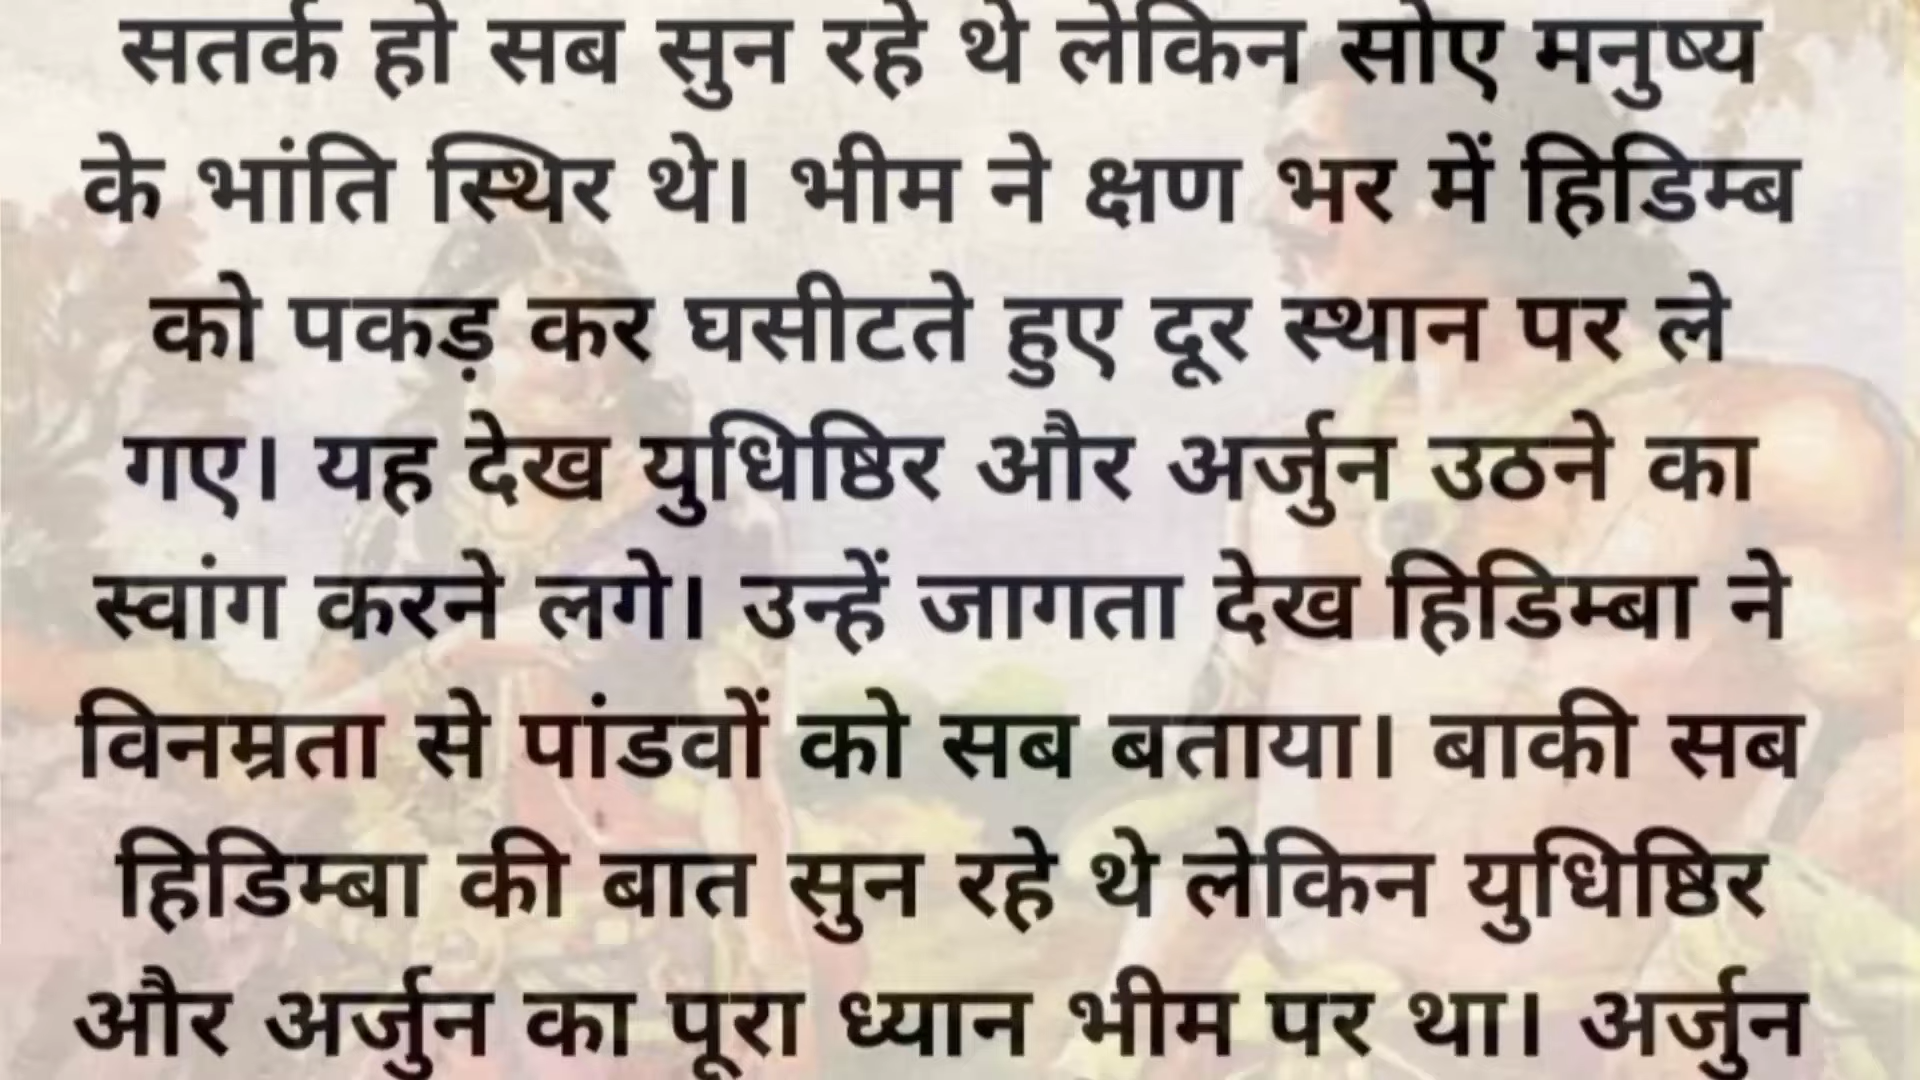 सतर्क हो सब सुन रहे थे लेकिन सोए मनुष्य
के भांति स्थिर थे। भीम ने क्षण भर में हिडिम्ब
को पकड़ कर घसीटते हुए दूर स्थान पर ले
गए। यह देख युधिष्ठिर और अर्जुन उठने का
स्वांग करने लगे। उन्हें जागता देख हिडिम्बा ने
विनम्रता से पांडवों को सब बताया। बाकी सब
हिडिम्बा की बात सुन रहे थे लेकिन युधिष्ठिर
और अर्जुन का पूरा ध्यान भीम पर था। अर्जुन